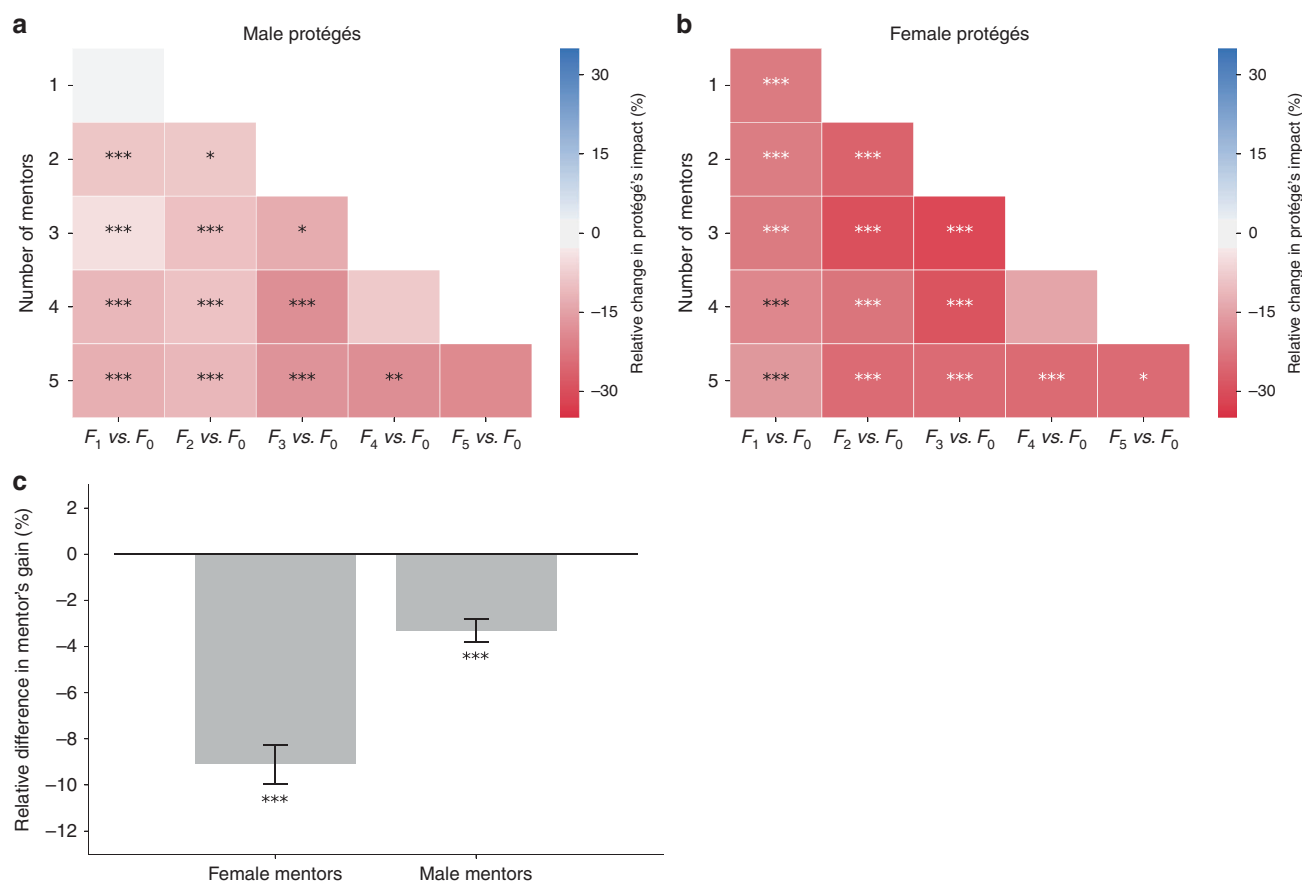 a
Male protégés
Number of mentors
1
2
*** *
3
*** *** *
4
*** *** ***
5
*** *** *** **
F1 vs. F0 F2 vs. F0 F3 vs. F0 F4 vs. F0 F5 vs. F0
30
15
0
–15
–30
Relative change in protégé's impact (%)
b
Female protégés
Number of mentors
1
***
2
*** ***
3
*** *** ***
4
*** *** ***
5
*** *** *** *** *
F1 vs. F0 F2 vs. F0 F3 vs. F0 F4 vs. F0 F5 vs. F0
30
15
0
–15
–30
Relative change in protégé's impact (%)
c
Relative difference in mentor's gain (%)
2
0
–2
–4
–6
–8
–10
–12
***
***
Female mentors Male mentors